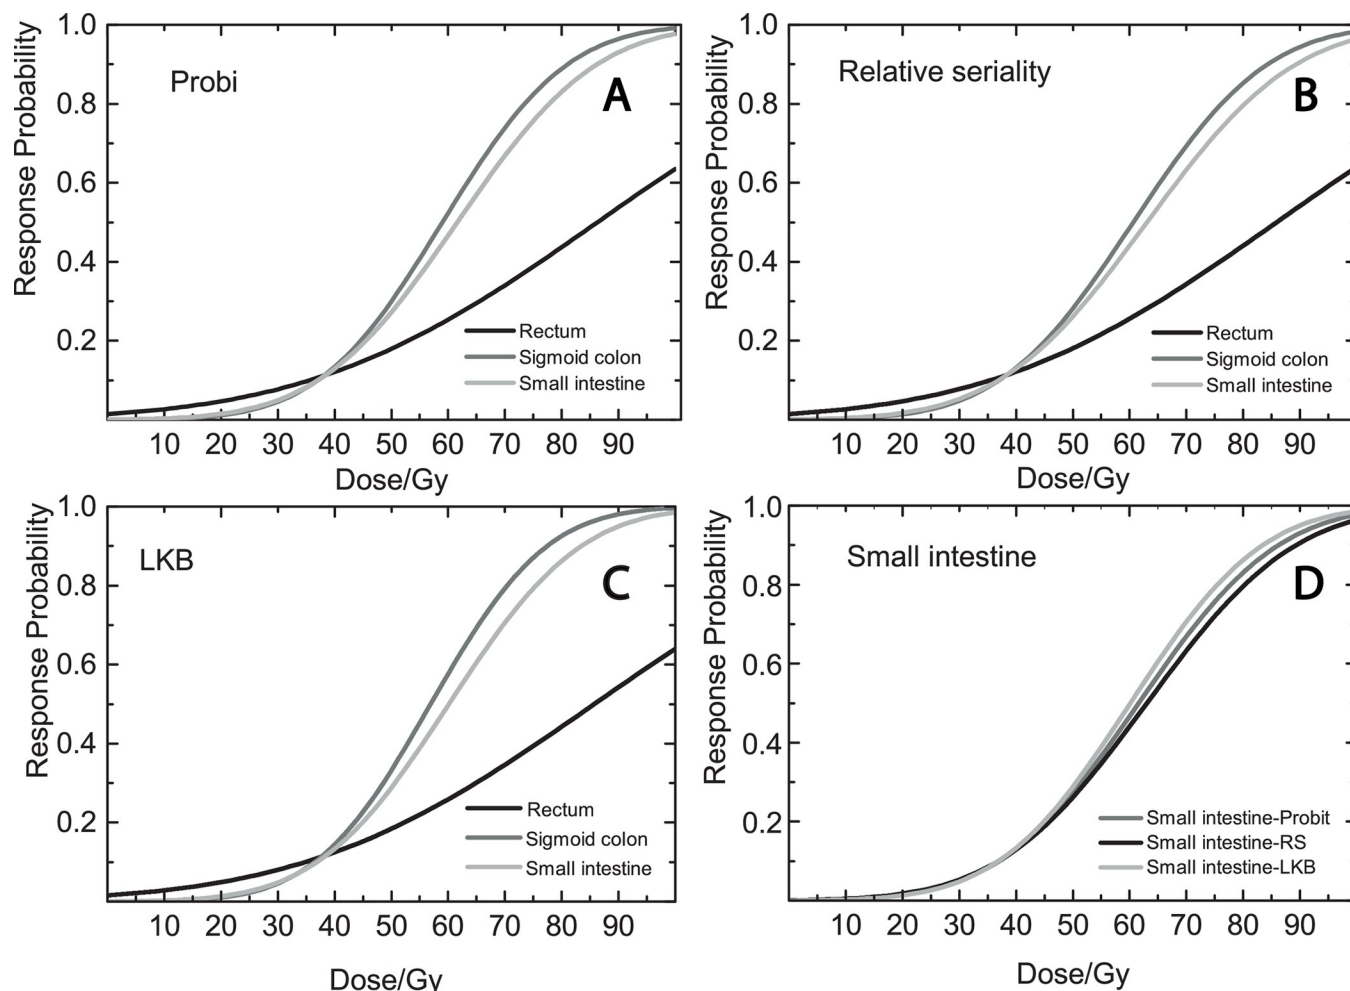 Response Probability
1.0
0.8
0.6
0.4
0.2
Probi
A
Rectum
Sigmoid colon
Small intestine
10 20 30 40 50 60 70 80 90
Dose/Gy
Response Probability
1.0
0.8
0.6
0.4
0.2
Relative seriality
B
Rectum
Sigmoid colon
Small intestine
10 20 30 40 50 60 70 80 90
Dose/Gy
Response Probability
1.0
0.8
0.6
0.4
0.2
LKB
C
Rectum
Sigmoid colon
Small intestine
10 20 30 40 50 60 70 80 90
Dose/Gy
Response Probability
1.0
0.8
0.6
0.4
0.2
Small intestine
D
Small intestine-Probit
Small intestine-RS
Small intestine-LKB
10 20 30 40 50 60 70 80 90
Dose/Gy